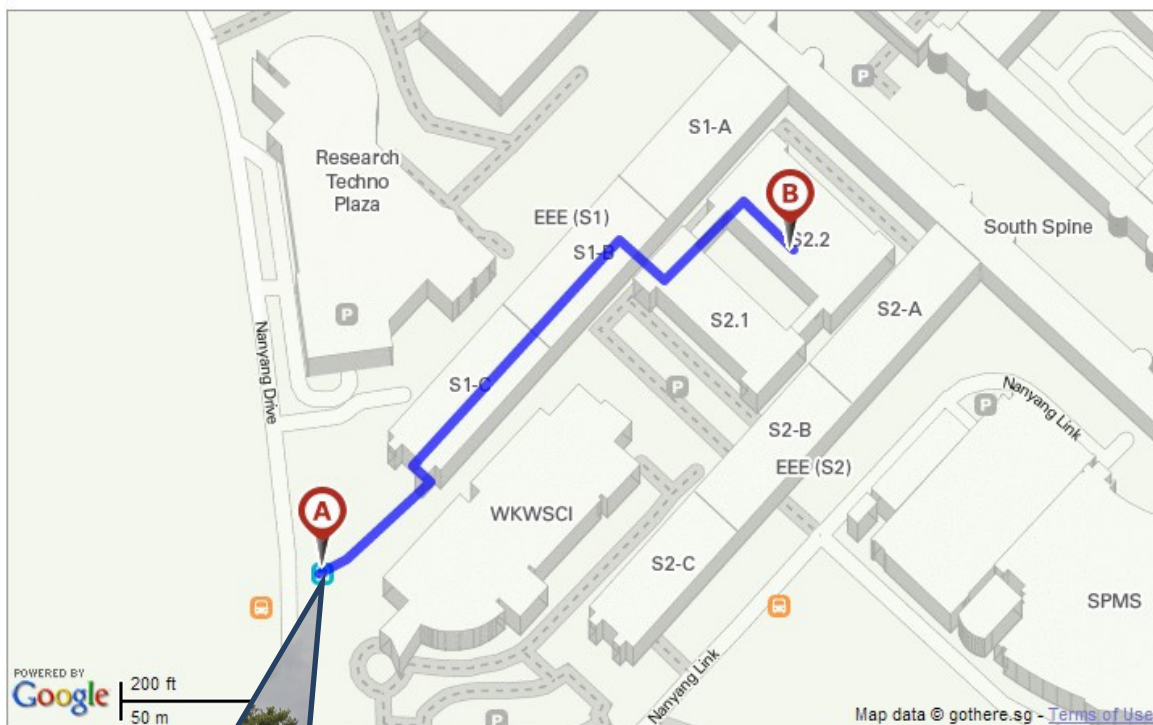 P
S1-A
Research
Techno
Plaza
B
EEE (S1)
S2.2
South Spine
S1-B
P
S2.1
S2-A
Nanyang Drive
S1-C
P
Nanyang Link
P
S2-B
EEE (S2)
A
WKWSCI
S2-C
SPMS
POWERED BY
Google
200 ft
50 m
P
Nanyang Link
Map data © gothere.sg - Terms of Use